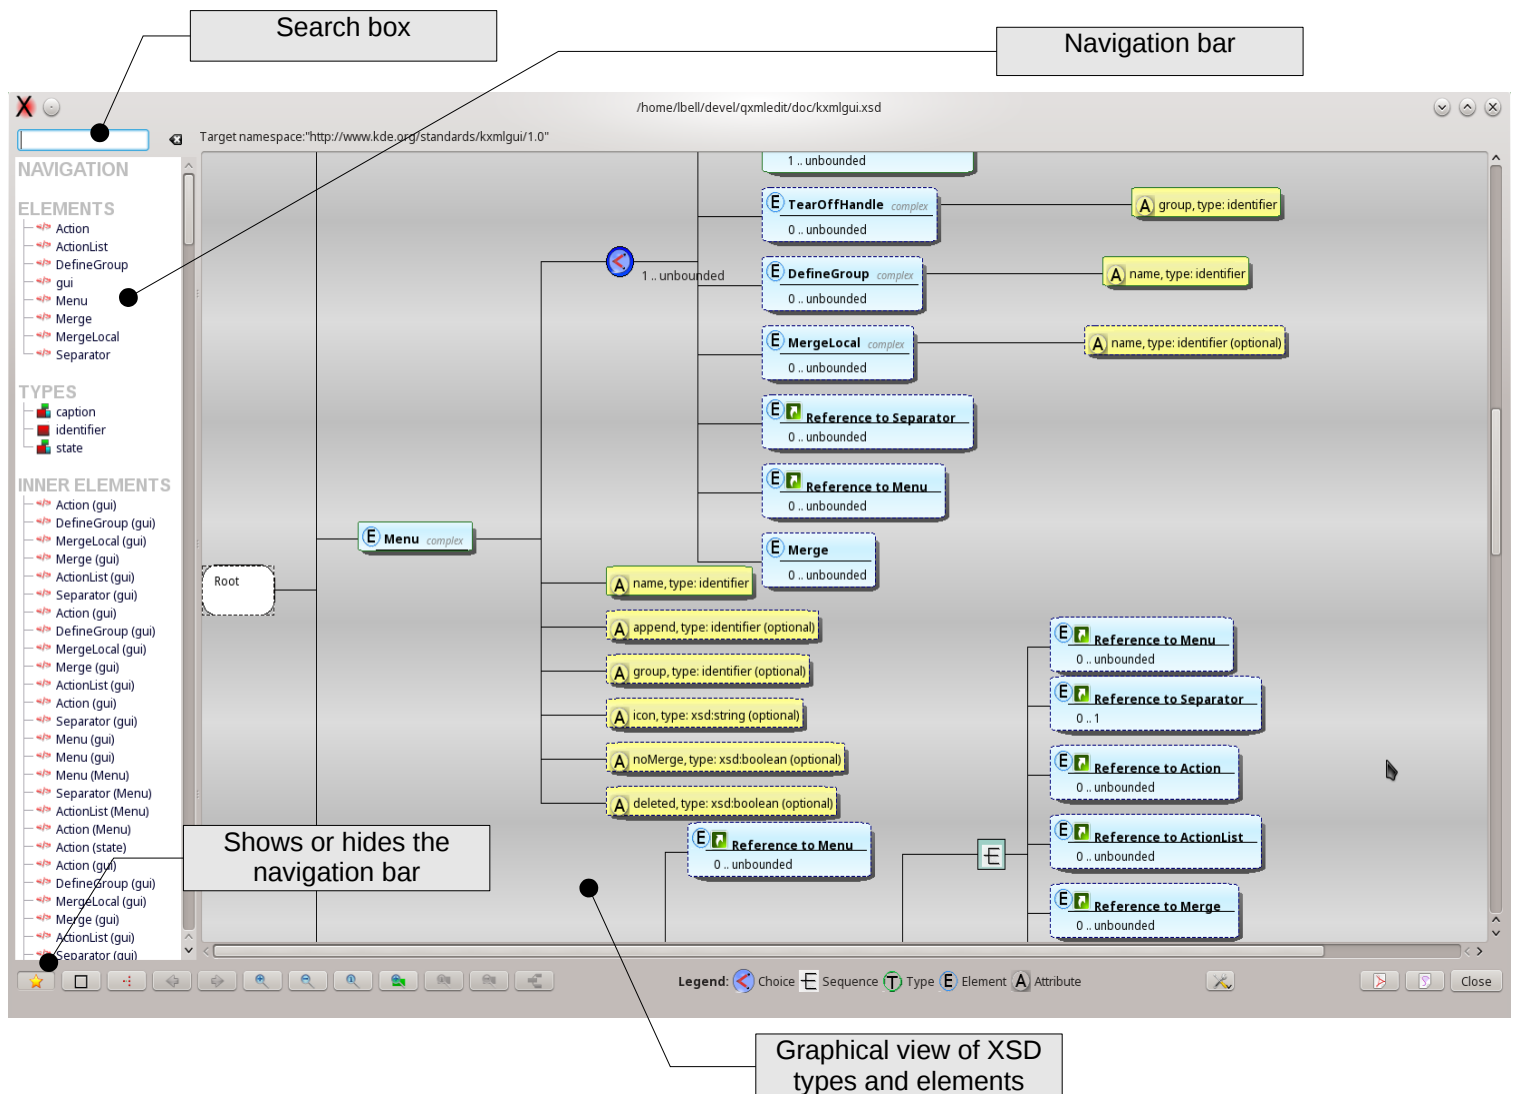 Search box
Navigation bar
/home/lbell/devel/qxmledit/doc/kxmlgui.xsd
Target namespace:"http://www.kde.org/standards/kxmlgui/1.0"
NAVIGATION
ELEMENTS
Action
ActionList
DefineGroup
gui
Menu
Merge
MergeLocal
Separator
TYPES
caption
identifier
state
INNER ELEMENTS
Action (gui)
DefineGroup (gui)
MergeLocal (gui)
Merge (gui)
ActionList (gui)
Separator (gui)
Action (gui)
DefineGroup (gui)
MergeLocal (gui)
Merge (gui)
ActionList (gui)
Action (gui)
Separator (gui)
Menu (gui)
Menu (gui)
Menu (Menu)
Separator (Menu)
ActionList (Menu)
Action (Menu)
Action (state)
Action (gui)
DefineGroup (gui)
MergeLocal (gui)
Merge (gui)
ActionList (gui)
Separator (gui)
Root
E Menu complex
1 .. unbounded
1 .. unbounded
E TearOffHandle complex
0 .. unbounded
A group, type: identifier
E DefineGroup complex
0 .. unbounded
A name, type: identifier
E MergeLocal complex
0 .. unbounded
A name, type: identifier (optional)
E Reference to Separator
0 .. unbounded
E Reference to Menu
0 .. unbounded
E Merge
0 .. unbounded
A name, type: identifier
A append, type: identifier (optional)
A group, type: identifier (optional)
A icon, type: xsd:string (optional)
A noMerge, type: xsd:boolean (optional)
A deleted, type: xsd:boolean (optional)
E Reference to Menu
0 .. unbounded
E Reference to Menu
0 .. unbounded
E Reference to Separator
0 .. 1
E Reference to Action
0 .. unbounded
E Reference to ActionList
0 .. unbounded
E Reference to Merge
0 .. unbounded
Shows or hides the
navigation bar
Legend: Choice Sequence T Type E Element A Attribute
Close
Graphical view of XSD
types and elements